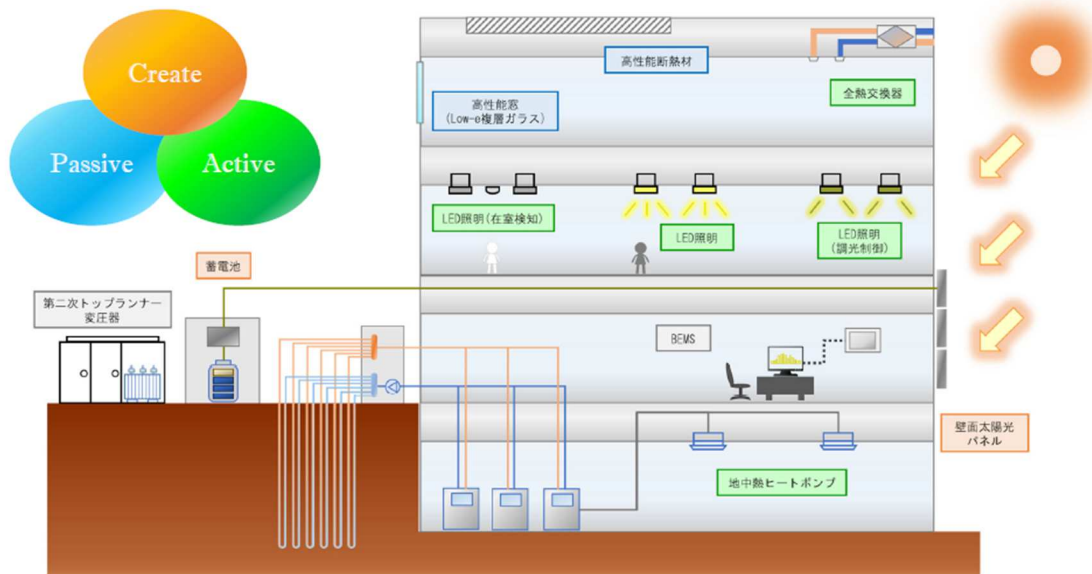 Create
Passive
Active
高性能断熱材
全熱交換器
高性能窓
(Low-e複層ガラス)
LED照明(在室検知)
LED照明
LED照明
(調光制御)
蓄電池
第二次トップランナー
変圧器
BEMS
壁面太陽光
パネル
地中熱ヒートポンプ